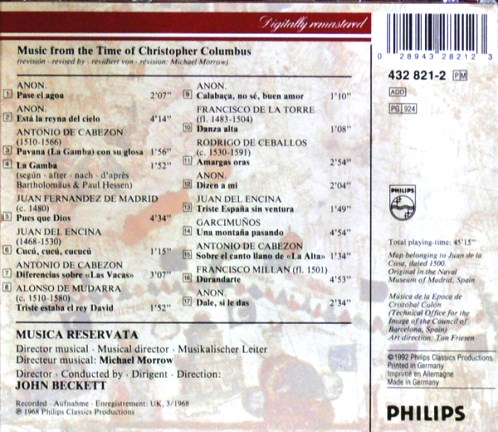 Digitally remastered
Music from the Time of Christopher Columbus
(revisión · revised by · revidiert von · révision: Michael Morrow)
ANON.
1 Pase el agoa 2'07"
ANON.
2 Está la reyna del cielo 4'14"
ANTONIO DE CABEZON
(1510-1566)
3 Pavana (La Gamba) con su glosa 1'56"
4 La Gamba 1'52"
(según · after · nach · d'après
Bartholomäus & Paul Hessen)
JUAN FERNANDEZ DE MADRID
(c. 1480)
5 Pues que Dios 4'34"
JUAN DEL ENCINA
(1468-1530)
6 Cucú, cucú, cucucú 1'15"
ANTONIO DE CABEZON
7 Diferencias sobre «Las Vacas» 3'07"
8 ALONSO DE MUDARRA
(c. 1510-1580)
Triste estaba el rey David 1'52"
ANON.
9 Calabaça, no sé, buen amor 1'10"
FRANCISCO DE LA TORRE
(fl. 1483-1504)
10 Danza alta 1'08"
RODRIGO DE CEBALLOS
(c. 1530-1591)
11 Amargas oras 2'54"
ANON.
12 Dizen a mi 2'04"
JUAN DEL ENCINA
13 Triste España sin ventura 1'49"
GARCIMUÑOS
14 Una montaña pasando 4'54"
ANTONIO DE CABEZON
15 Sobre el canto llano de «La Alta» 1'34"
FRANCISCO MILLAN (fl. 1501)
16 Durandarte 4'53"
ANON.
17 Dale, si le das 2'34"
MUSICA RESERVATA
Director musical · Musical director · Musikalischer Leiter
Directeur musical: Michael Morrow
Director · Conducted by · Dirigent · Direction:
JOHN BECKETT
Recorded · Aufnahme · Enregistrement: UK, 3/1968
℗ 1968 Philips Classics Productions
0 28943 28212 3
432 821-2 PM
ADD
PG 924
PHILIPS
Total playing-time: 45'15"
Map belonging to Juan de la
Cosa, dated 1500.
Original in the Naval
Museum of Madrid, Spain
Música de la Epoca de
Cristóbal Colón
(Technical Office for the
Image of the Council of
Barcelona, Spain)
Art direction: Ton Friesen
©1992 Philips Classics Productions.
Printed in Germany
Imprimé en Allemagne
Made in Germany
PHILIPS